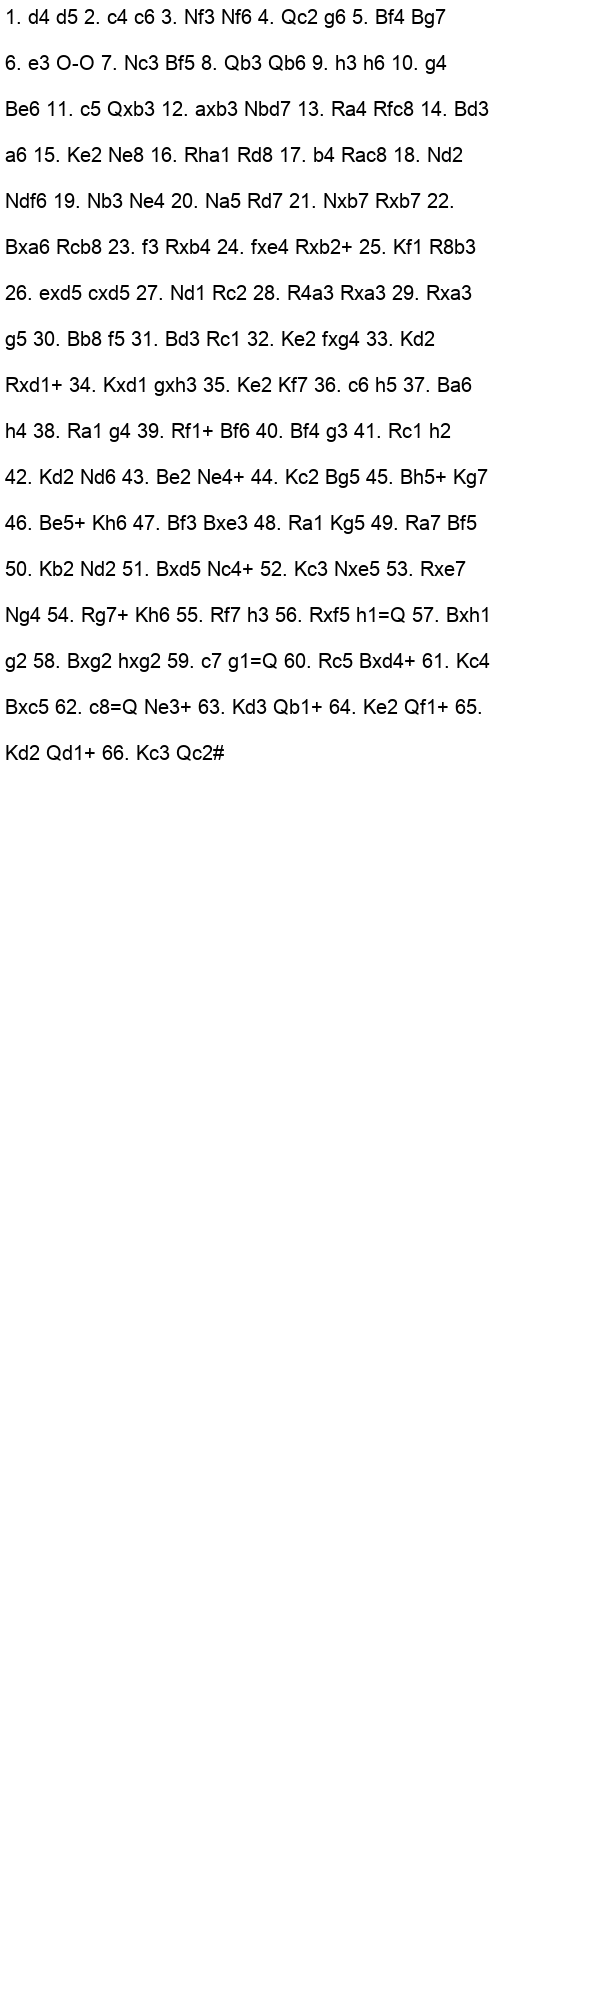 1. d4 d5 2. c4 c6 3. Nf3 Nf6 4. Qc2 g6 5. Bf4 Bg7
6. e3 O-O 7. Nc3 Bf5 8. Qb3 Qb6 9. h3 h6 10. g4
Be6 11. c5 Qxb3 12. axb3 Nbd7 13. Ra4 Rfc8 14. Bd3
a6 15. Ke2 Ne8 16. Rha1 Rd8 17. b4 Rac8 18. Nd2
Ndf6 19. Nb3 Ne4 20. Na5 Rd7 21. Nxb7 Rxb7 22.
Bxa6 Rcb8 23. f3 Rxb4 24. fxe4 Rxb2+ 25. Kf1 R8b3
26. exd5 cxd5 27. Nd1 Rc2 28. R4a3 Rxa3 29. Rxa3
g5 30. Bb8 f5 31. Bd3 Rc1 32. Ke2 fxg4 33. Kd2
Rxd1+ 34. Kxd1 gxh3 35. Ke2 Kf7 36. c6 h5 37. Ba6
h4 38. Ra1 g4 39. Rf1+ Bf6 40. Bf4 g3 41. Rc1 h2
42. Kd2 Nd6 43. Be2 Ne4+ 44. Kc2 Bg5 45. Bh5+ Kg7
46. Be5+ Kh6 47. Bf3 Bxe3 48. Ra1 Kg5 49. Ra7 Bf5
50. Kb2 Nd2 51. Bxd5 Nc4+ 52. Kc3 Nxe5 53. Rxe7
Ng4 54. Rg7+ Kh6 55. Rf7 h3 56. Rxf5 h1=Q 57. Bxh1
g2 58. Bxg2 hxg2 59. c7 g1=Q 60. Rc5 Bxd4+ 61. Kc4
Bxc5 62. c8=Q Ne3+ 63. Kd3 Qb1+ 64. Ke2 Qf1+ 65.
Kd2 Qd1+ 66. Kc3 Qc2#